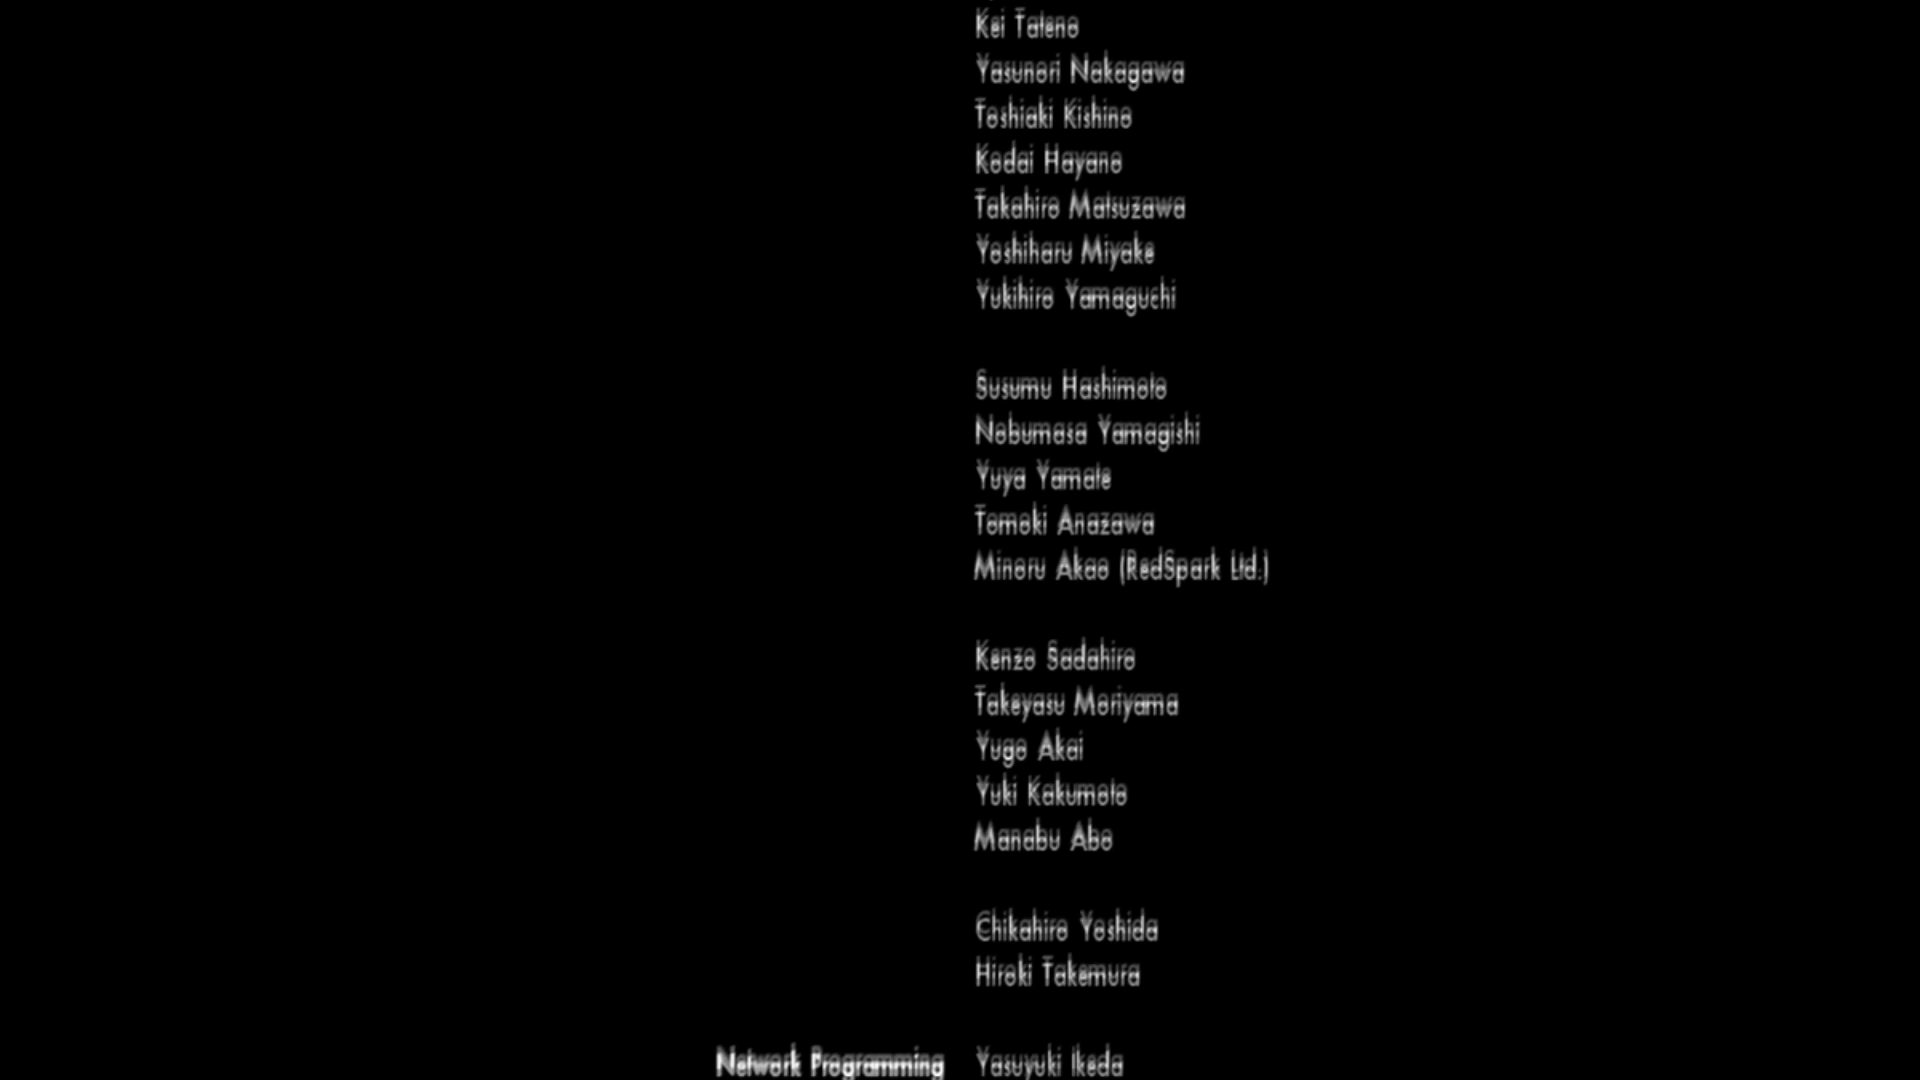 Kei Tateno
Yasunori Nakagawa
Toshiaki Kishino
Kodai Hayano
Takahiro Matsuzawa
Yoshiharu Miyake
Yukihiro Yamaguchi
Susumu Hashimoto
Nobumasa Yamagishi
Yuya Yamate
Tomoki Anazawa
Minoru Akao (RedSpark Ltd.)
Kenzo Sadahiro
Takeyasu Moriyama
Yugo Akai
Yuki Kakumoto
Manabu Abo
Chikahiro Yoshida
Hiroki Takemura
Network Programming Yasuyuki Ikeda